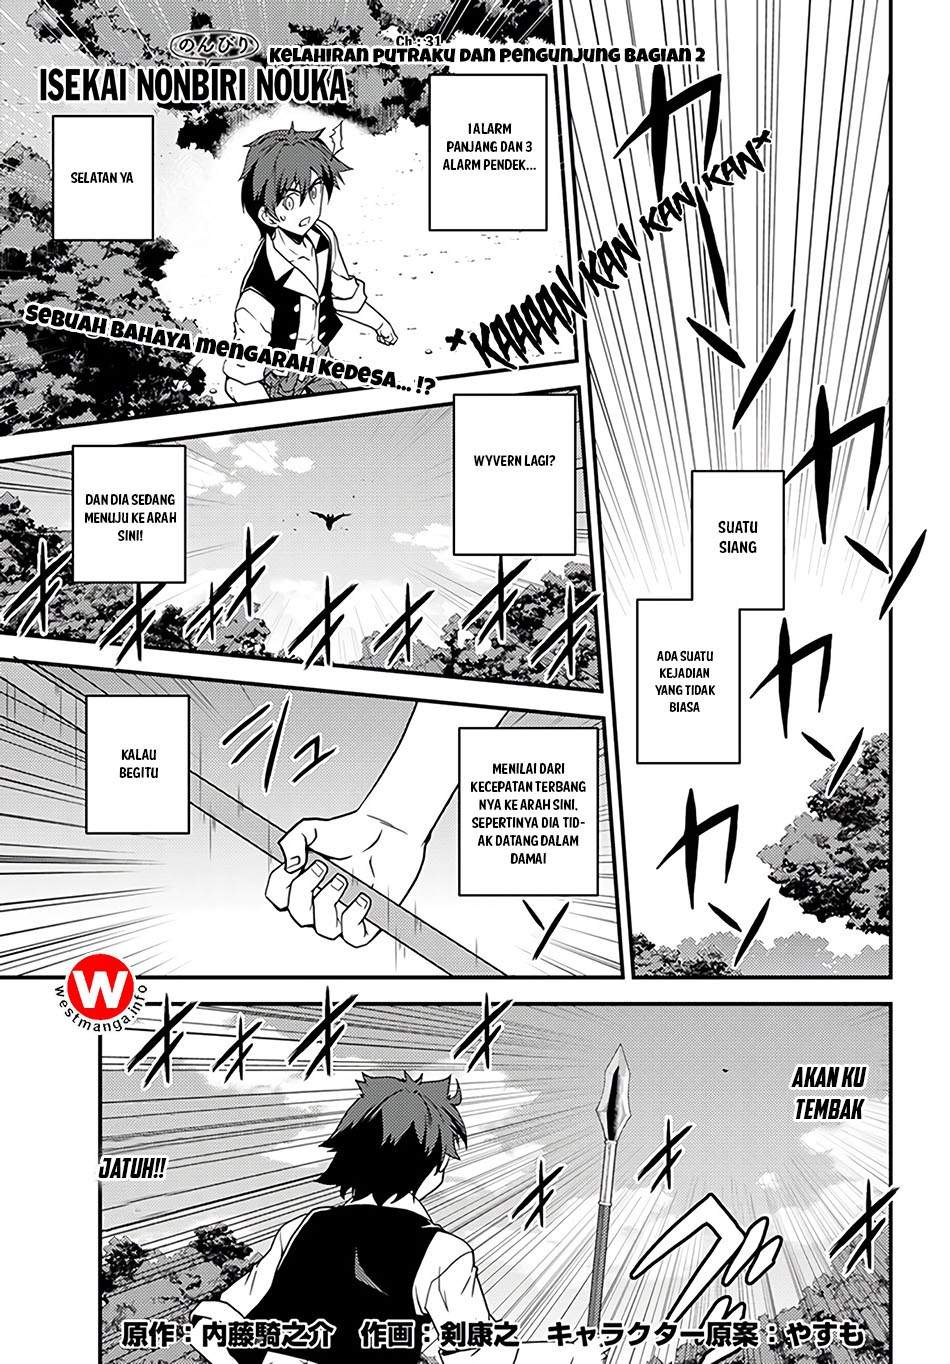 Ch : 31
Kelahiran Putraku dan Pengunjung Bagian 2
のんびり
ISEKAI NONBIRI NOUKA
*KAAAAN KAN KAN KAN*
カンカン
SUATU
SIANG
ADA SUATU
KEJADIAN
YANG TIDAK
BIASA
1 ALARM
PANJANG DAN 3
ALARM PENDEK...
SELATAN YA
Sebuah bahaya mengarah kedesa... !?
WYVERN LAGI?
DAN DIA SEDANG
MENUJU KE ARAH
SINI!
MENILAI DARI
KECEPATAN TERBANG
NYA KE ARAH SINI,
SEPERTINYA DIA TID-
AK DATANG DALAM
DAMAI
KALAU
BEGITU
W
westmanga.info
AKAN KU
TEMBAK
JATUH!!
原作：内藤騎之介　作画：剣康之　キャラクター原案：やすも